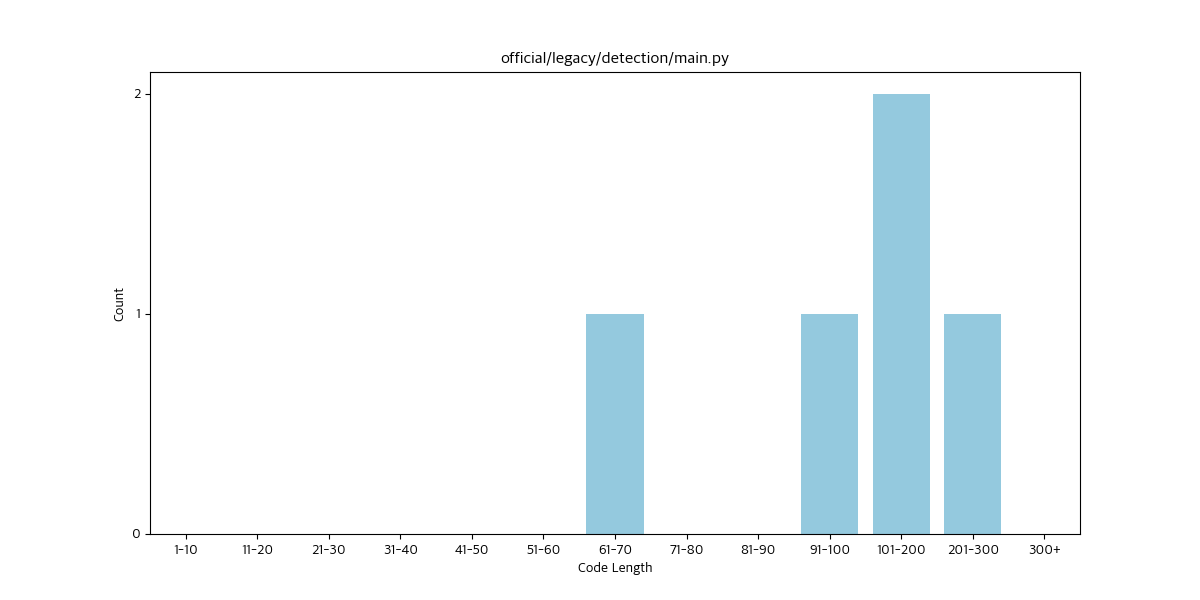 official/legacy/detection/main.py
Count
2
1
0
1-10 11-20 21-30 31-40 41-50 51-60 61-70 71-80 81-90 91-100 101-200 201-300 300+
Code Length